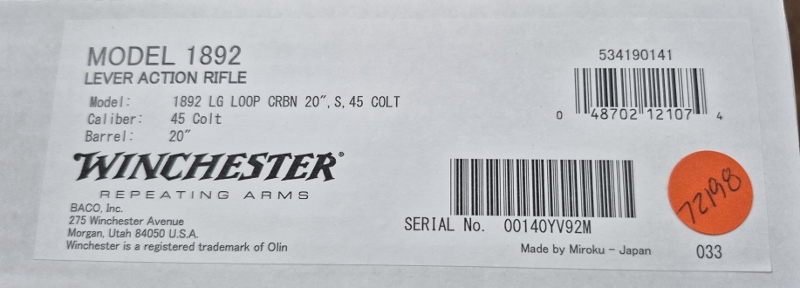 MODEL 1892
LEVER ACTION RIFLE
Model: 1892 LG LOOP CRBN 20",S,45 COLT
Caliber: 45 Colt
Barrel: 20"
WINCHESTER®
REPEATING ARMS
BACO, Inc.
275 Winchester Avenue
Morgan, Utah 84050 U.S.A.
Winchester is a registered trademark of Olin
534190141
0 48702 12107 4
SERIAL No. 00140YV92M
Made by Miroku - Japan
033
72198